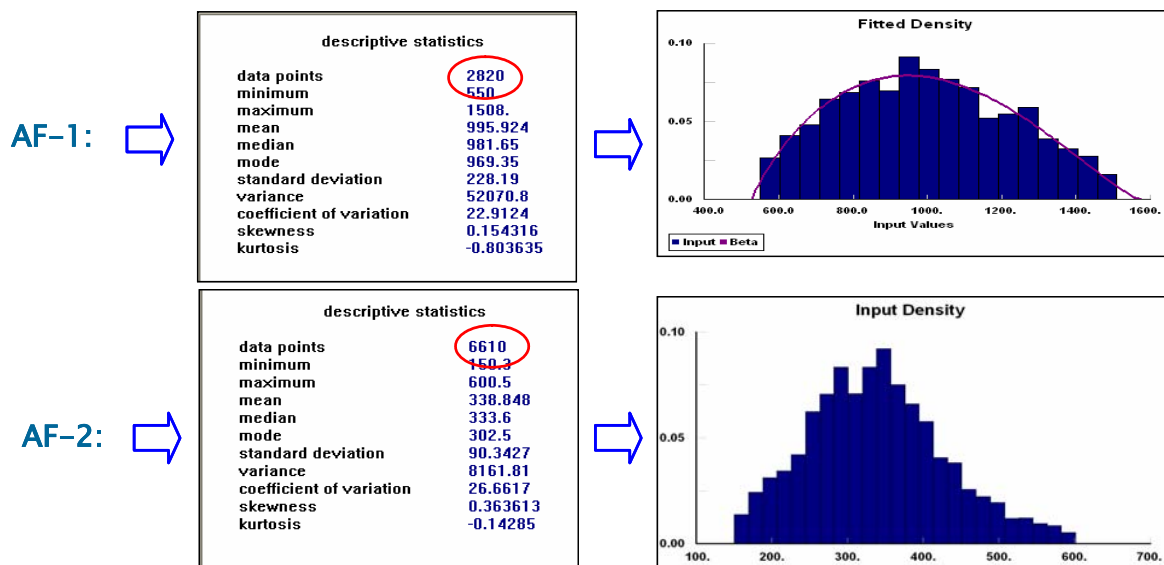 AF-1:
descriptive statistics
data points 2820
minimum 550
maximum 1508.
mean 995.924
median 981.65
mode 969.35
standard deviation 228.19
variance 52070.8
coefficient of variation 22.9124
skewness 0.154316
kurtosis -0.803635
Fitted Density
0.10
0.05
0.00
400.0 600.0 800.0 1000. 1200. 1400. 1600.
Input Values
Input Beta
AF-2:
descriptive statistics
data points 6610
minimum 150.3
maximum 600.5
mean 338.848
median 333.6
mode 302.5
standard deviation 90.3427
variance 8161.81
coefficient of variation 26.6617
skewness 0.363613
kurtosis -0.14285
Input Density
0.10
0.05
0.00
100. 200. 300. 400. 500. 600. 700.